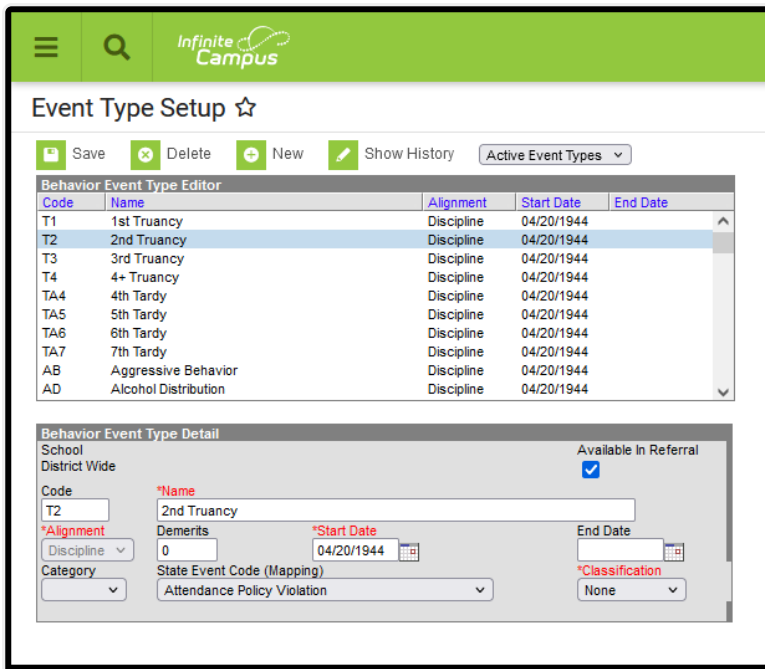 Infinite
Campus
Event Type Setup
Save Delete New Show History Active Event Types
Behavior Event Type Editor
Code Name Alignment Start Date End Date
T1 1st Truancy Discipline 04/20/1944
T2 2nd Truancy Discipline 04/20/1944
T3 3rd Truancy Discipline 04/20/1944
T4 4+ Truancy Discipline 04/20/1944
TA4 4th Tardy Discipline 04/20/1944
TA5 5th Tardy Discipline 04/20/1944
TA6 6th Tardy Discipline 04/20/1944
TA7 7th Tardy Discipline 04/20/1944
AB Aggressive Behavior Discipline 04/20/1944
AD Alcohol Distribution Discipline 04/20/1944
Behavior Event Type Detail
School Available In Referral
District Wide
Code *Name
T2 2nd Truancy
*Alignment Demerits *Start Date End Date
Discipline 0 04/20/1944
Category State Event Code (Mapping) *Classification
Attendance Policy Violation None